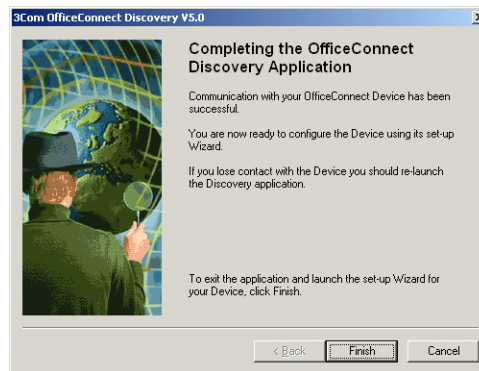 3Com OfficeConnect Discovery V5.0
Completing the OfficeConnect
Discovery Application
Communication with your OfficeConnect Device has been
successful.
You are now ready to configure the Device using its set-up
Wizard.
If you lose contact with the Device you should re-launch
the Discovery application.
To exit the application and launch the set-up Wizard for
your Device, click Finish.
< Back
Finish
Cancel